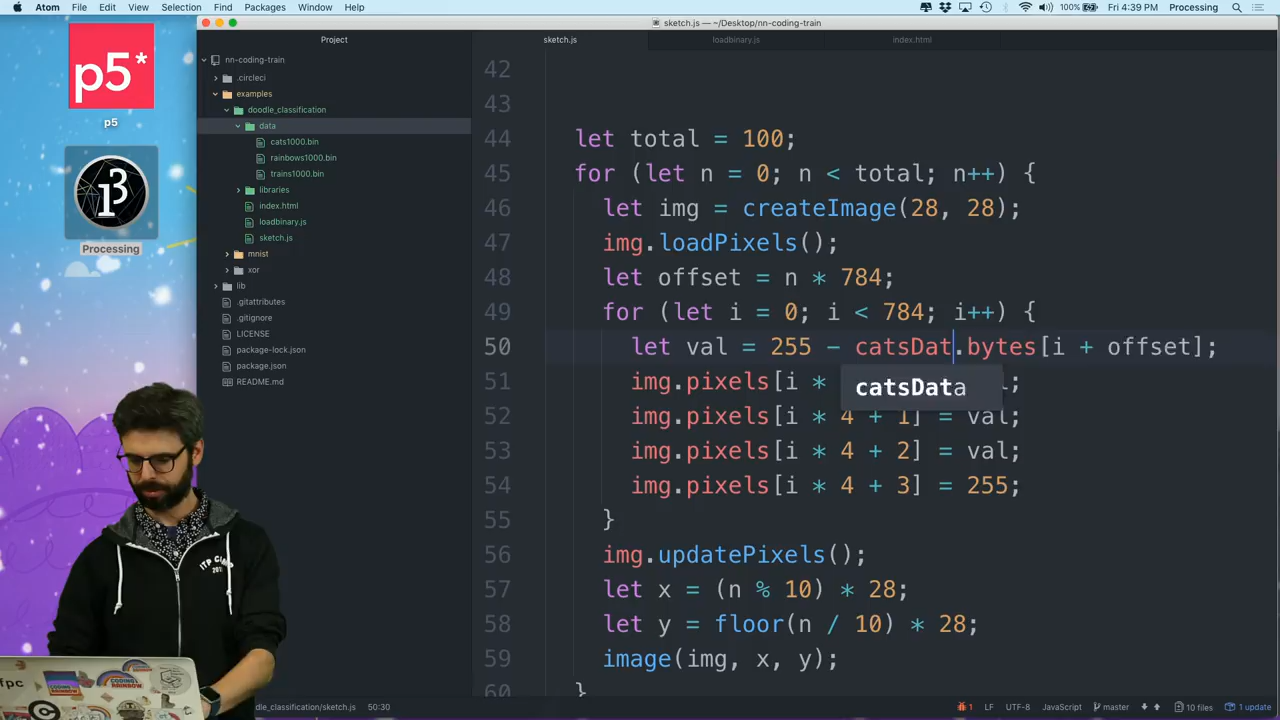 Atom File Edit View Selection Find Packages Window Help
100% Fri 4:39 PM Processing
sketch.js — ~/Desktop/nn-coding-train
Project
sketch.js
loadbinary.js
index.html
p5*
p5
Processing
nn-coding-train
.circleci
examples
doodle_classification
data
cats1000.bin
rainbows1000.bin
trains1000.bin
libraries
index.html
loadbinary.js
sketch.js
mnist
xor
lib
.gitattributes
.gitignore
LICENSE
package-lock.json
package.json
README.md
42
43
44 let total = 100;
45 for (let n = 0; n < total; n++) {
46 let img = createImage(28, 28);
47 img.loadPixels();
48 let offset = n * 784;
49 for (let i = 0; i < 784; i++) {
50 let val = 255 - catsDat.bytes[i + offset];
51 img.pixels[i * ;
catsData
52 img.pixels[i * 4 + 1] = val;
53 img.pixels[i * 4 + 2] = val;
54 img.pixels[i * 4 + 3] = 255;
55 }
56 img.updatePixels();
57 let x = (n % 10) * 28;
58 let y = floor(n / 10) * 28;
59 image(img, x, y);
60 }
dle_classification/sketch.js 50:30
1 LF UTF-8 JavaScript master 10 files 1 update